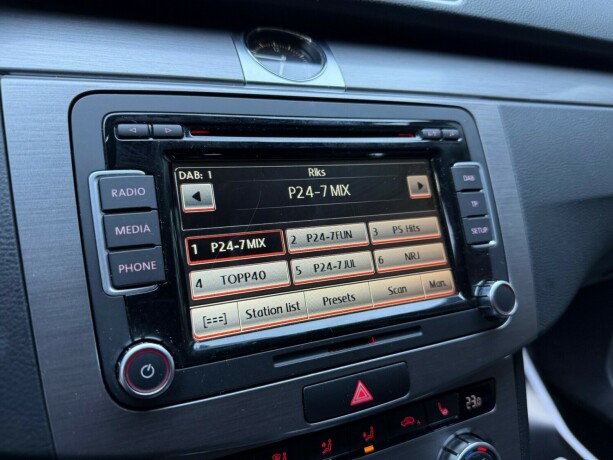 DAB: 1
Riks
P24-7 MIX
RADIO
MEDIA
PHONE
DAB
TP
SETUP
1 P24-7MIX
2 P24-7FUN
3 P5 Hits
4 TOPP40
5 P24-7JUL
6 NRJ
[===] Station list Presets Scan Man.
23.0